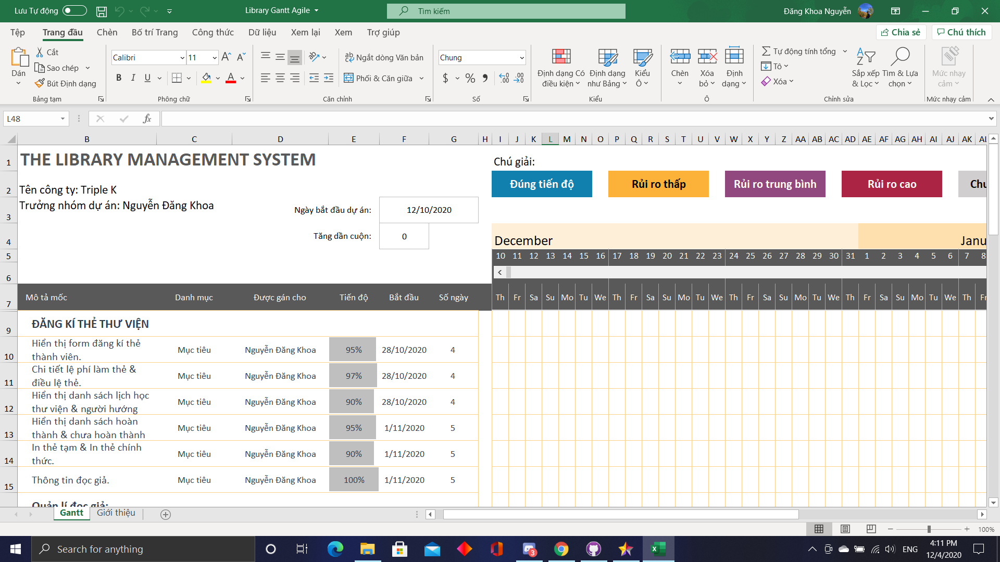 Lưu Tự động
Library Gantt Agile
Tìm kiếm
Đăng Khoa Nguyễn
Tệp Trang đầu Chèn Bố trí Trang Công thức Dữ liệu Xem lại Xem Trợ giúp
Chia sẻ Chú thích
Dán
Cắt
Sao chép
Bút Định dạng
Bảng tạm
Calibri 11
B I U
Phông chữ
Ngắt dòng Văn bản
Phối & Căn giữa
Căn chỉnh
Chung
$ %
Số
Định dạng Có điều kiện
Định dạng như Bảng
Kiểu Ô
Kiểu
Chèn
Xóa bỏ
Định dạng
Ô
Tự động tính tổng
Tô
Xóa
Sắp xếp & Lọc
Tìm & Lựa chọn
Chỉnh sửa
Mức nhạy cảm
Mức nhạy cảm
L48
fx
B C D E F G H I J K L M N O P Q R S T U V W X Y Z AA AB AC AD AE AF AG AH AI AJ AK AL
1 THE LIBRARY MANAGEMENT SYSTEM
Chú giải:
2 Tên công ty: Triple K
Đúng tiến độ Rủi ro thấp Rủi ro trung bình Rủi ro cao Chư
3 Trưởng nhóm dự án: Nguyễn Đăng Khoa
Ngày bắt đầu dự án: 12/10/2020
4 Tăng dần cuộn: 0
December Janu
5 10 11 12 13 14 15 16 17 18 19 20 21 22 23 24 25 26 27 28 29 30 31 1 2 3 4 5 6 7 8
6
7 Mô tả mốc Danh mục Được gán cho Tiến độ Bắt đầu Số ngày Th Fr Sa Su Mo Tu We Th Fr Sa Su Mo Tu We Th Fr Sa Su Mo Tu We Th Fr Sa Su Mo Tu We Th Fr
9 ĐĂNG KÍ THẺ THƯ VIỆN
10 Hiển thị form đăng kí thẻ thành viên. Mục tiêu Nguyễn Đăng Khoa 95% 28/10/2020 4
11 Chi tiết lệ phí làm thẻ & điều lệ thẻ. Mục tiêu Nguyễn Đăng Khoa 97% 28/10/2020 4
12 Hiển thị danh sách lịch học thư viện & người hướng Mục tiêu Nguyễn Đăng Khoa 90% 28/10/2020 4
13 Hiển thị danh sách hoàn thành & chưa hoàn thành Mục tiêu Nguyễn Đăng Khoa 95% 1/11/2020 5
14 In thẻ tạm & In thẻ chính thức. Mục tiêu Nguyễn Đăng Khoa 90% 1/11/2020 5
15 Thông tin đọc giả. Mục tiêu Nguyễn Đăng Khoa 100% 1/11/2020 5
Quản lí đọc giả:
Gantt Giới thiệu
100%
Search for anything
3
ENG
4:11 PM
12/4/2020